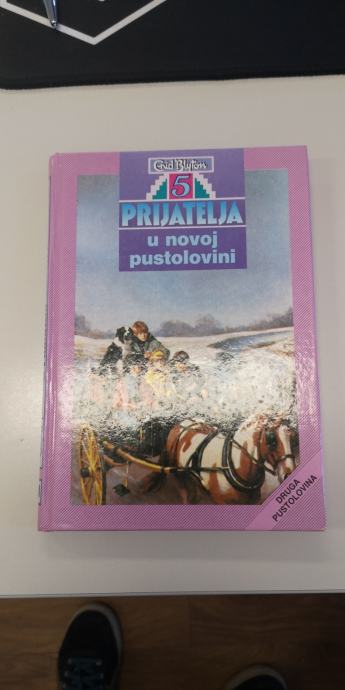 Enid Blyton
5
PRIJATELJA
u novoj
pustolovini
DRUGA
PUSTOLOVINA